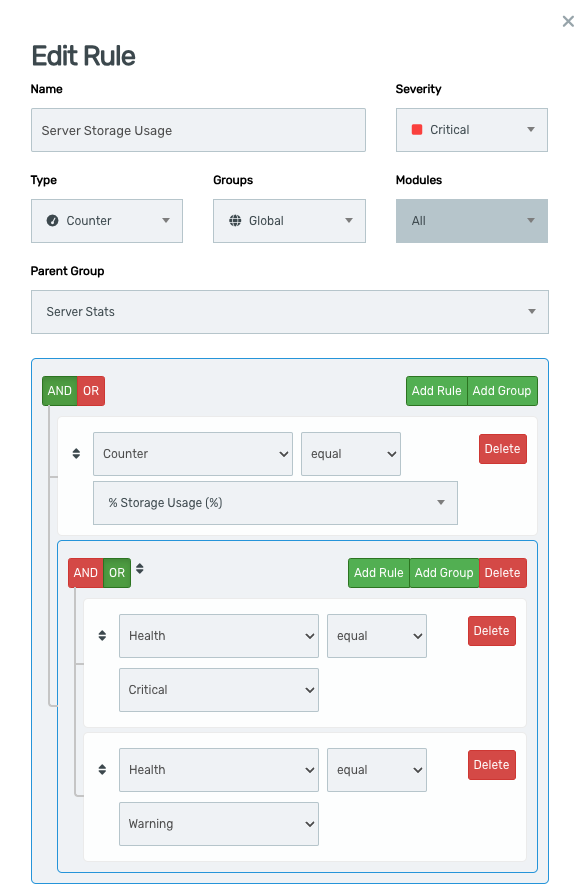 Edit Rule
Name
Severity
Server Storage Usage
Critical
Type
Groups
Modules
Counter
Global
All
Parent Group
Server Stats
AND OR
Add Rule Add Group
Counter
equal
Delete
% Storage Usage (%)
AND OR
Add Rule Add Group Delete
Health
equal
Delete
Critical
Health
equal
Delete
Warning